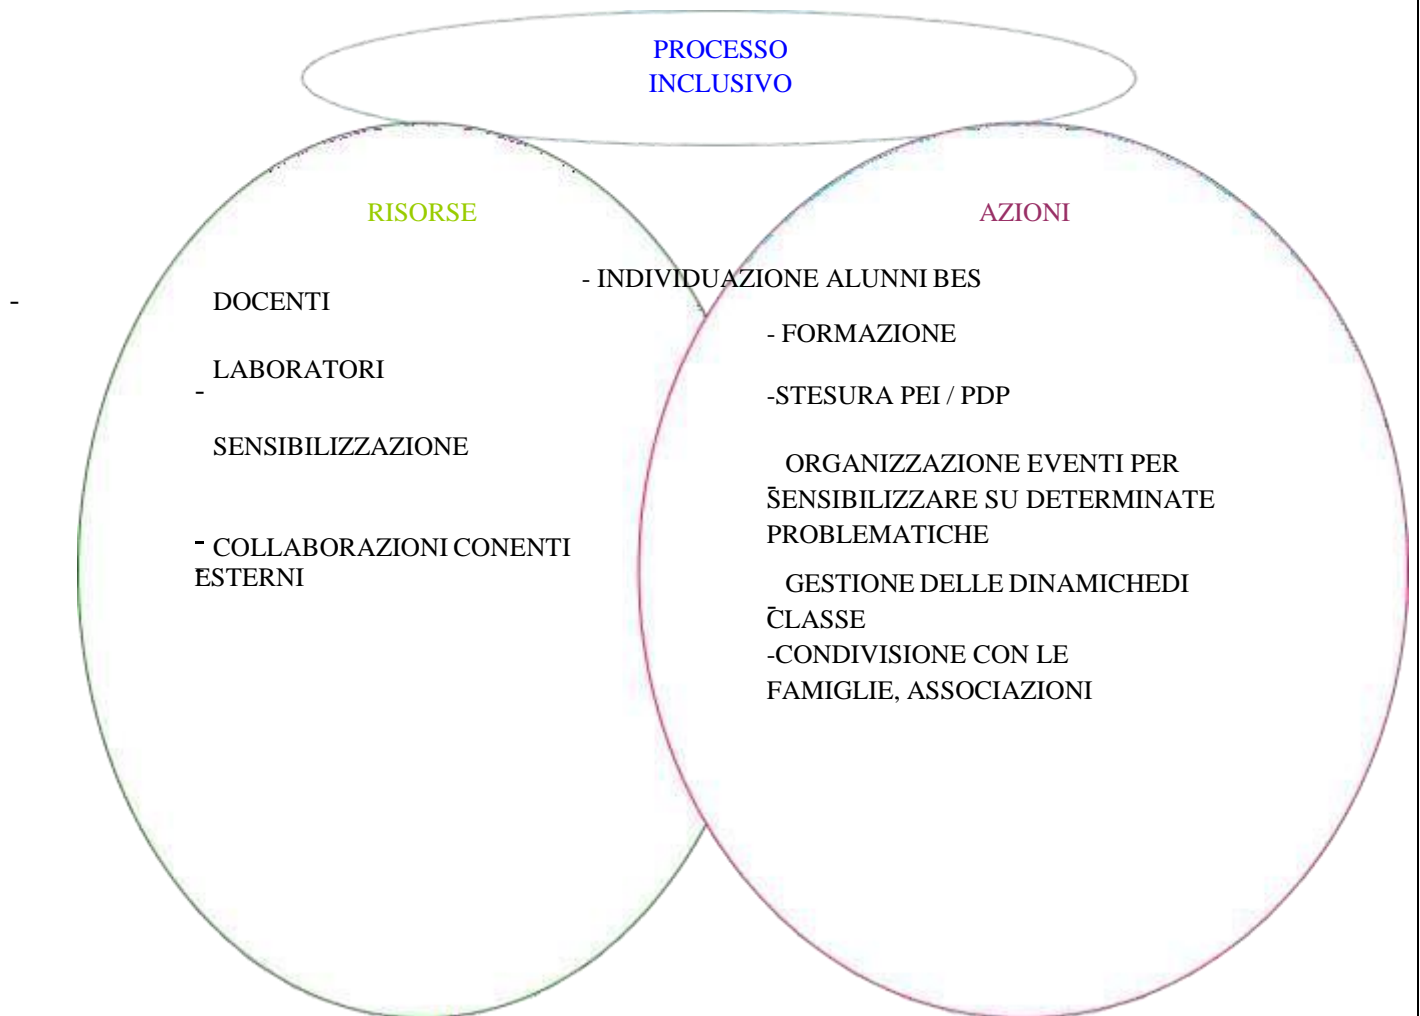 PROCESSO
INCLUSIVO
RISORSE
- DOCENTI
LABORATORI
-
SENSIBILIZZAZIONE
- COLLABORAZIONI CONENTI
- ESTERNI
AZIONI
- INDIVIDUAZIONE ALUNNI BES
- FORMAZIONE
-STESURA PEI / PDP
ORGANIZZAZIONE EVENTI PER
- SENSIBILIZZARE SU DETERMINATE
PROBLEMATICHE
GESTIONE DELLE DINAMICHEDI
- CLASSE
-CONDIVISIONE CON LE
FAMIGLIE, ASSOCIAZIONI